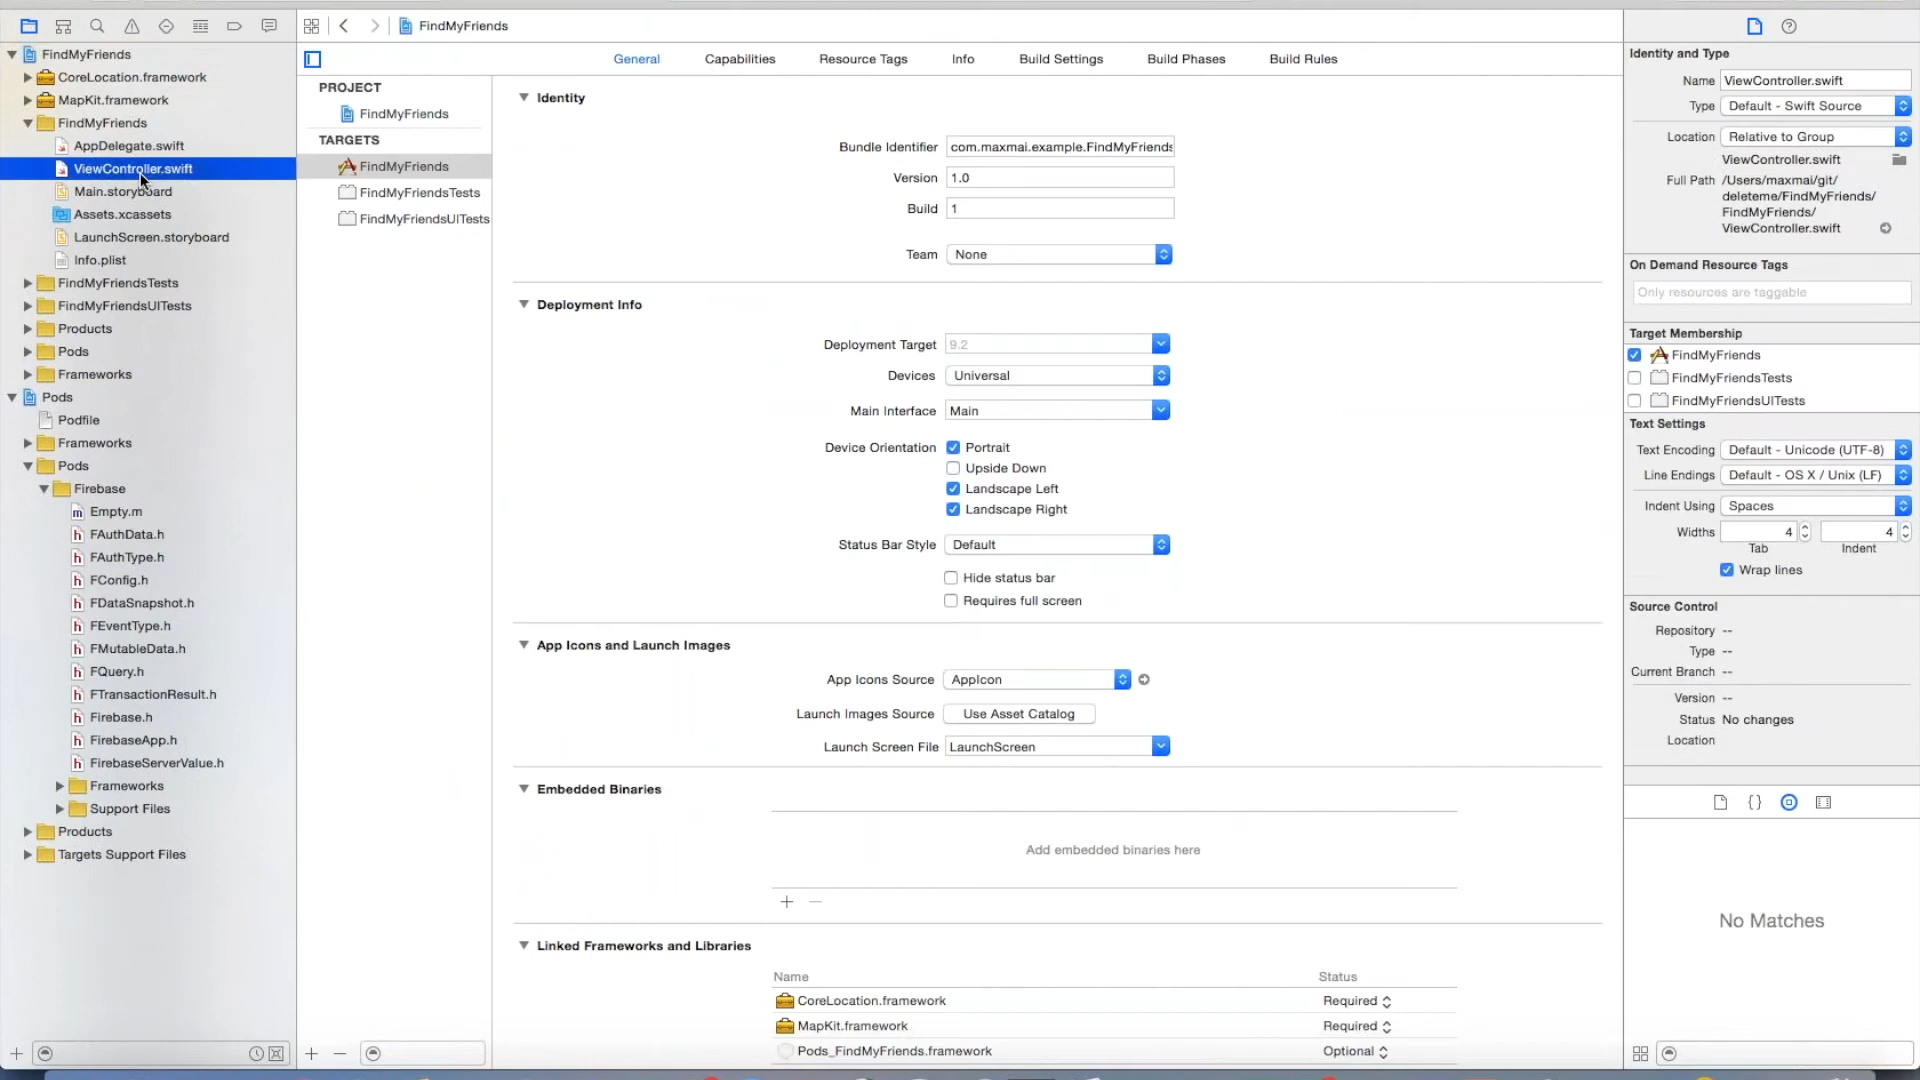 FindMyFriends
CoreLocation.framework
MapKit.framework
FindMyFriends
AppDelegate.swift
ViewController.swift
Main.storyboard
Assets.xcassets
LaunchScreen.storyboard
Info.plist
FindMyFriendsTests
FindMyFriendsUITests
Products
Pods
Frameworks
Pods
Podfile
Frameworks
Pods
Firebase
Empty.m
FAuthData.h
FAuthType.h
FConfig.h
FDataSnapshot.h
FEventType.h
FMutableData.h
FQuery.h
FTransactionResult.h
Firebase.h
FirebaseApp.h
FirebaseServerValue.h
Frameworks
Support Files
Products
Targets Support Files
FindMyFriends
General Capabilities Resource Tags Info Build Settings Build Phases Build Rules
PROJECT
FindMyFriends
TARGETS
FindMyFriends
FindMyFriendsTests
FindMyFriendsUITests
Identity
Bundle Identifier com.maxmai.example.FindMyFriends
Version 1.0
Build 1
Team None
Deployment Info
Deployment Target 9.2
Devices Universal
Main Interface Main
Device Orientation Portrait
Upside Down
Landscape Left
Landscape Right
Status Bar Style Default
Hide status bar
Requires full screen
App Icons and Launch Images
App Icons Source AppIcon
Launch Images Source Use Asset Catalog
Launch Screen File LaunchScreen
Embedded Binaries
Add embedded binaries here
Linked Frameworks and Libraries
Name Status
CoreLocation.framework Required
MapKit.framework Required
Pods_FindMyFriends.framework Optional
Identity and Type
Name ViewController.swift
Type Default - Swift Source
Location Relative to Group
ViewController.swift
Full Path /Users/maxmai/git/
deleteme/FindMyFriends/
FindMyFriends/
ViewController.swift
On Demand Resource Tags
Only resources are taggable
Target Membership
FindMyFriends
FindMyFriendsTests
FindMyFriendsUITests
Text Settings
Text Encoding Default - Unicode (UTF-8)
Line Endings Default - OS X / Unix (LF)
Indent Using Spaces
Widths 4 4
Tab Indent
Wrap lines
Source Control
Repository --
Type --
Current Branch --
Version --
Status No changes
Location
No Matches